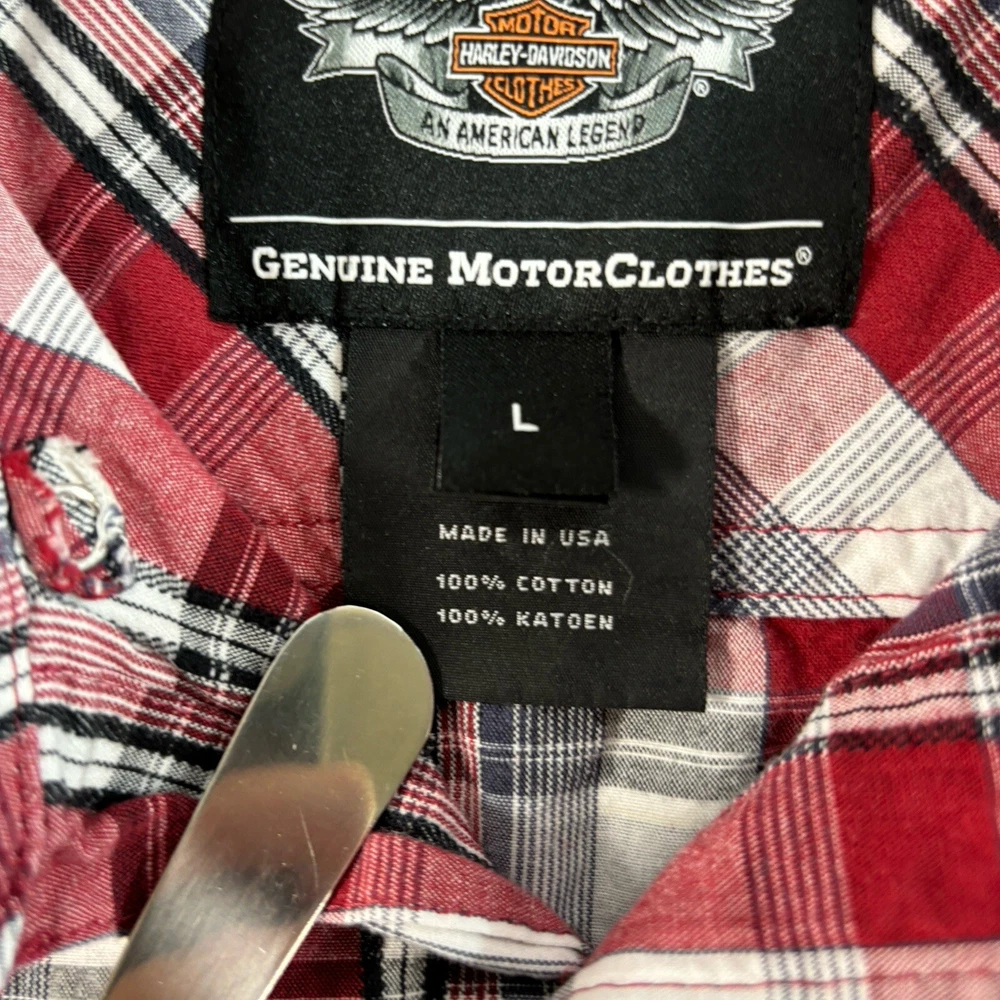 MOTOR
HARLEY-DAVIDSON
CLOTHES
®
AN AMERICAN LEGEND
GENUINE MOTORCLOTHES®
L
MADE IN USA
100% COTTON
100% KATOEN